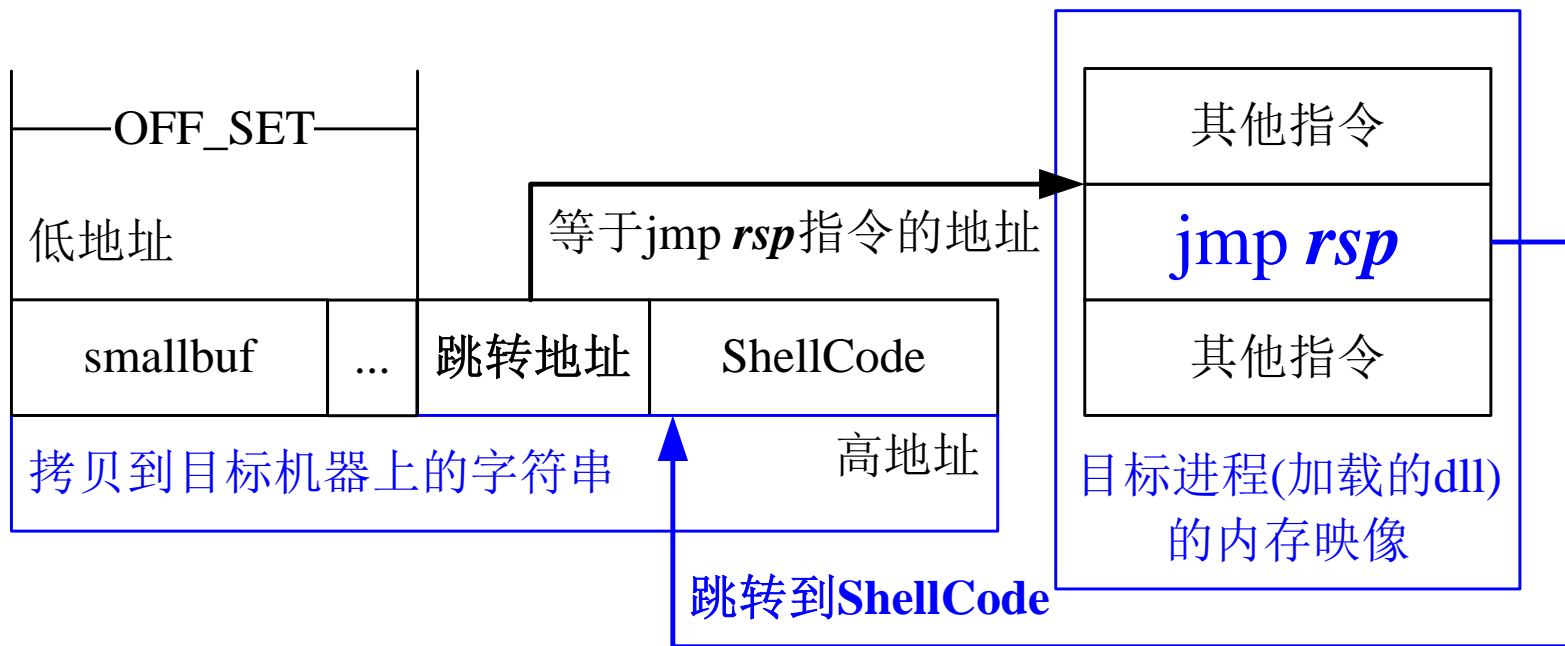 OFF_SET
低地址
等于jmp rsp指令的地址
smallbuf
...
跳转地址
ShellCode
拷贝到目标机器上的字符串
高地址
跳转到ShellCode
其他指令
jmp rsp
其他指令
目标进程(加载的dll)
的内存映像